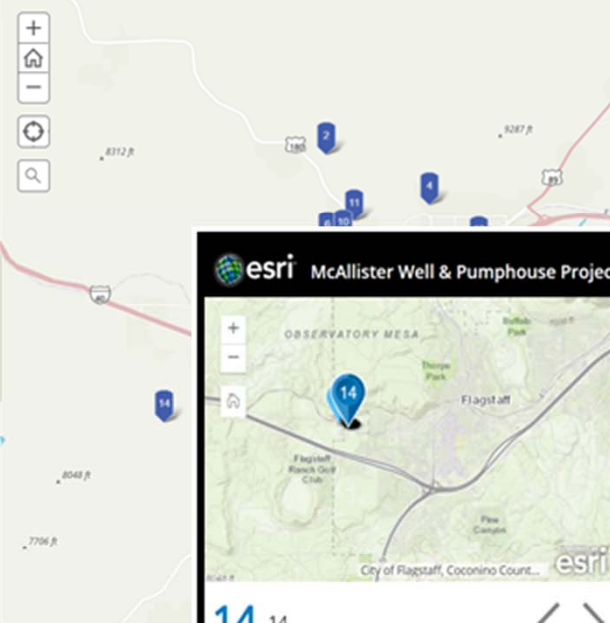 +
−
2
180
9287 ft
8312 ft
89
4
11
6 10
esri
McAllister Well & Pumphouse Projec
40
14
8048 ft
7706 ft
+
−
OBSERVATORY MESA
Buffalo
Park
Thorpe
Park
14
Flagstaff
Flagstaff
Ranch Golf
Club
Pine
Canyon
City of Flagstaff, Coconino Count...
esri
14 14